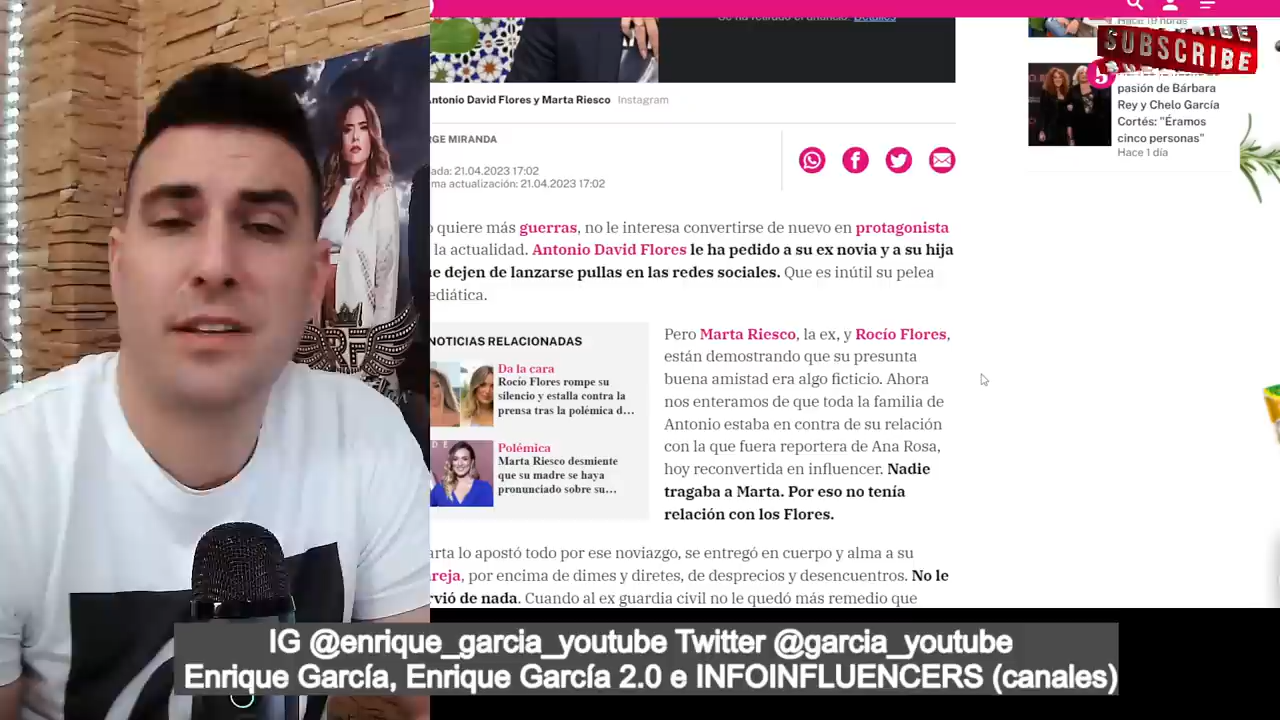 Se ha retirado el anuncio. Detalles
Antonio David Flores y Marta Riesco Instagram
RGE MIRANDA
ada: 21.04.2023 17:02
ma actualización: 21.04.2023 17:02
quiere más guerras, no le interesa convertirse de nuevo en protagonista
la actualidad. Antonio David Flores le ha pedido a su ex novia y a su hija
ue dejen de lanzarse pullas en las redes sociales. Que es inútil su pelea
ediática.
NOTICIAS RELACIONADAS
Da la cara
Rocío Flores rompe su
silencio y estalla contra la
prensa tras la polémica d...
Polémica
Marta Riesco desmiente
que su madre se haya
pronunciado sobre su...
Pero Marta Riesco, la ex, y Rocío Flores,
están demostrando que su presunta
buena amistad era algo ficticio. Ahora
nos enteramos de que toda la familia de
Antonio estaba en contra de su relación
con la que fuera reportera de Ana Rosa,
hoy reconvertida en influencer. Nadie
tragaba a Marta. Por eso no tenía
relación con los Flores.
arta lo apostó todo por ese noviazgo, se entregó en cuerpo y alma a su
reja, por encima de dimes y diretes, de desprecios y desencuentros. No le
rvió de nada. Cuando al ex guardia civil no le quedó más remedio que
Hace 19 horas
SUBSCRIBE
pasión de Bárbara
Rey y Chelo García
Cortés: "Éramos
cinco personas"
Hace 1 día
IG @enrique_garcia_youtube Twitter @garcia_youtube
Enrique García, Enrique García 2.0 e INFOINFLUENCERS (canales)